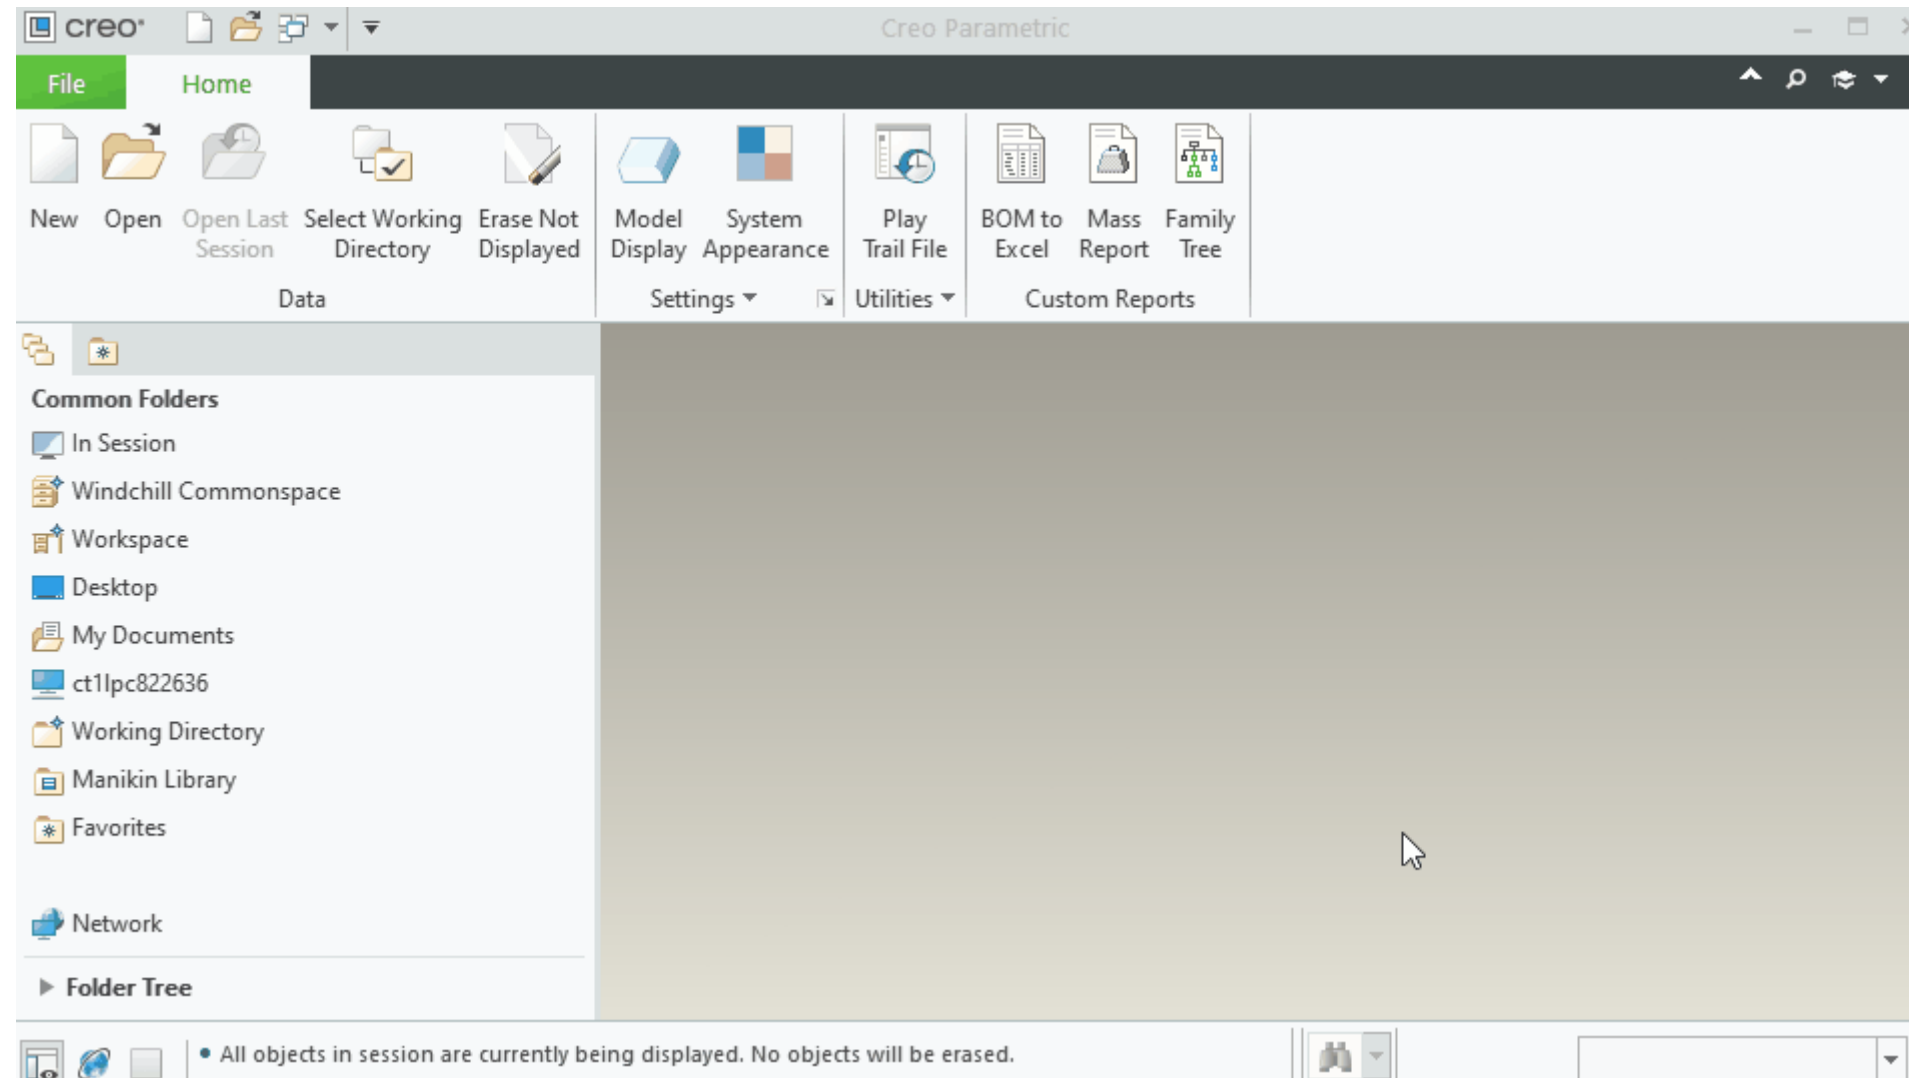 creo
Creo Parametric
File
Home
New
Open
Open Last
Session
Select Working
Directory
Erase Not
Displayed
Model
Display
System
Appearance
Play
Trail File
BOM to
Excel
Mass
Report
Family
Tree
Data
Settings
Utilities
Custom Reports
Common Folders
In Session
Windchill Commonspace
Workspace
Desktop
My Documents
ct1lpc822636
Working Directory
Manikin Library
Favorites
Network
Folder Tree
• All objects in session are currently being displayed. No objects will be erased.